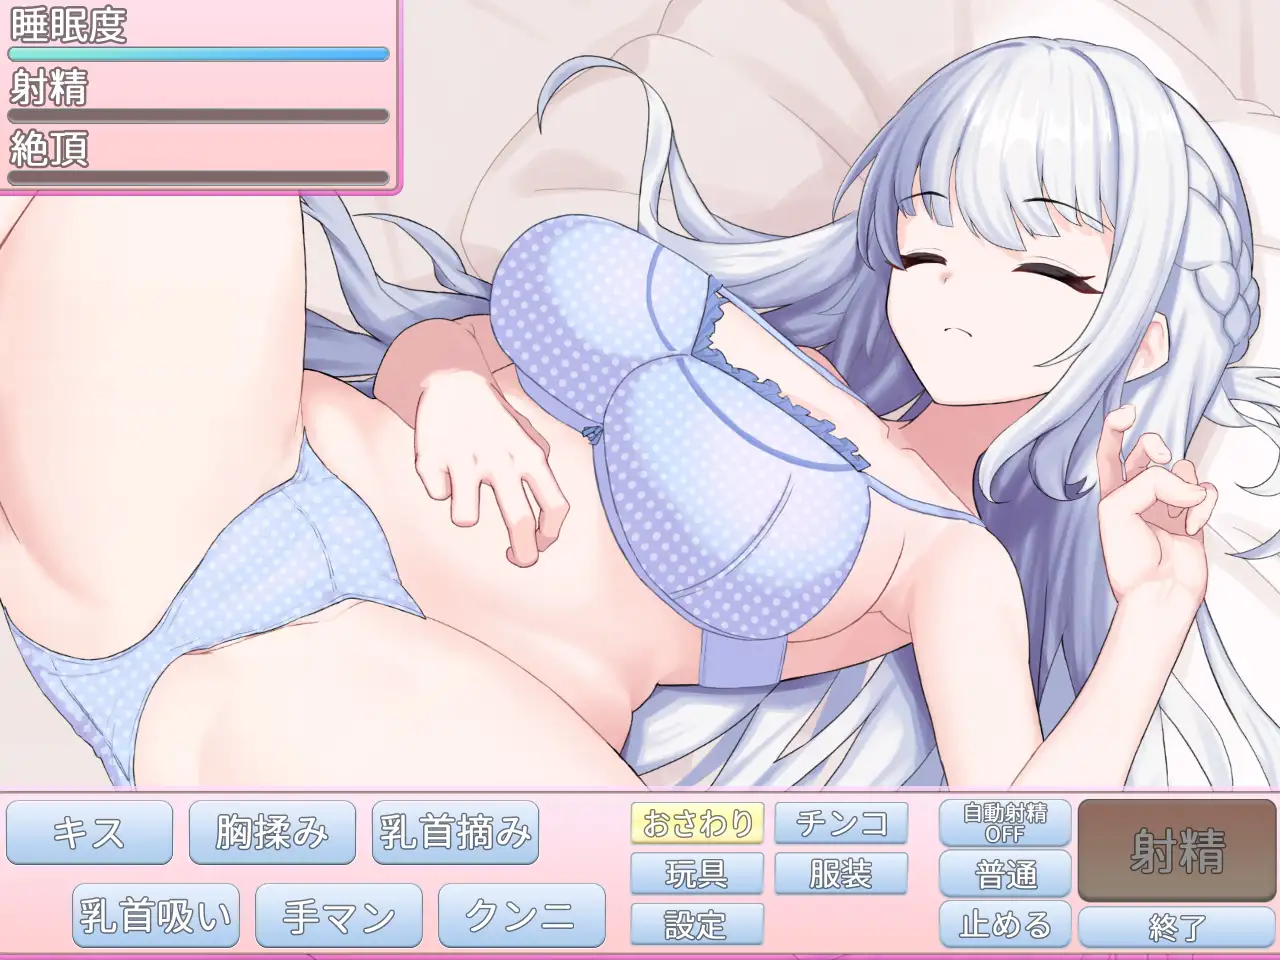 睡眠度
射精
絶頂
キス
胸揉み
乳首摘み
乳首吸い
手マン
クンニ
おさわり
チンコ
玩具
服装
設定
自動射精
OFF
普通
止める
射精
終了